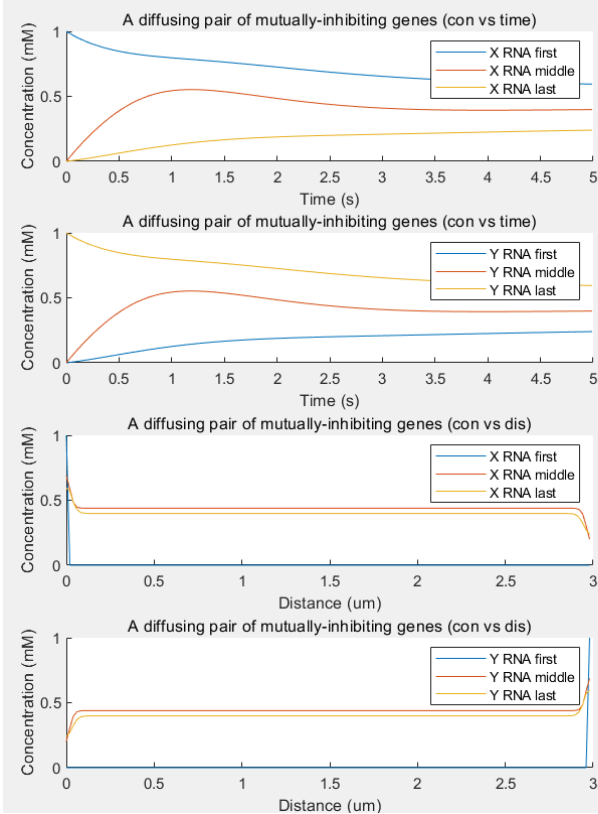 A diffusing pair of mutually-inhibiting genes (con vs time)
Concentration (mM)
1
0.5
0
X RNA first
X RNA middle
X RNA last
0 0.5 1 1.5 2 2.5 3 3.5 4 4.5 5
Time (s)
A diffusing pair of mutually-inhibiting genes (con vs time)
Concentration (mM)
1
0.5
0
Y RNA first
Y RNA middle
Y RNA last
0 0.5 1 1.5 2 2.5 3 3.5 4 4.5 5
Time (s)
A diffusing pair of mutually-inhibiting genes (con vs dis)
Concentration (mM)
1
0.5
0
X RNA first
X RNA middle
X RNA last
0 0.5 1 1.5 2 2.5 3
Distance (um)
A diffusing pair of mutually-inhibiting genes (con vs dis)
Concentration (mM)
1
0.5
0
Y RNA first
Y RNA middle
Y RNA last
0 0.5 1 1.5 2 2.5 3
Distance (um)